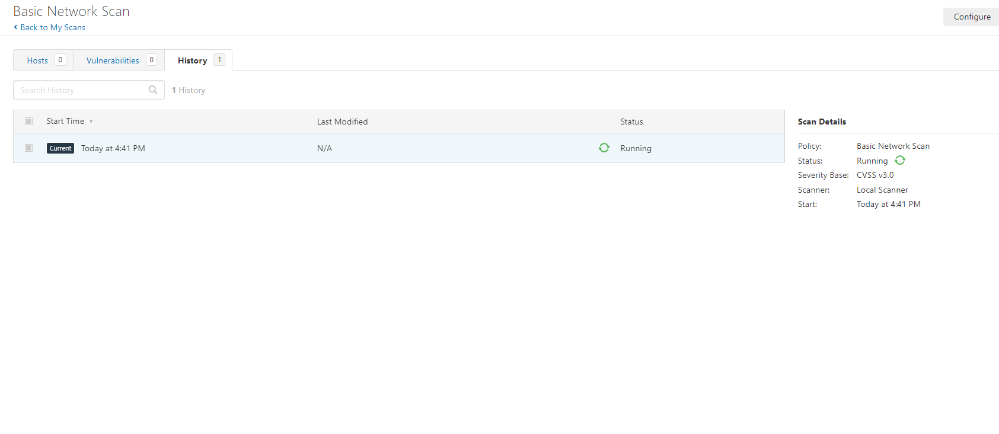 Basic Network Scan
Back to My Scans
Configure
Hosts 0 Vulnerabilities 0 History 1
Search History 1 History
Start Time Last Modified Status
Current Today at 4:41 PM N/A Running
Scan Details
Policy: Basic Network Scan
Status: Running
Severity Base: CVSS v3.0
Scanner: Local Scanner
Start: Today at 4:41 PM